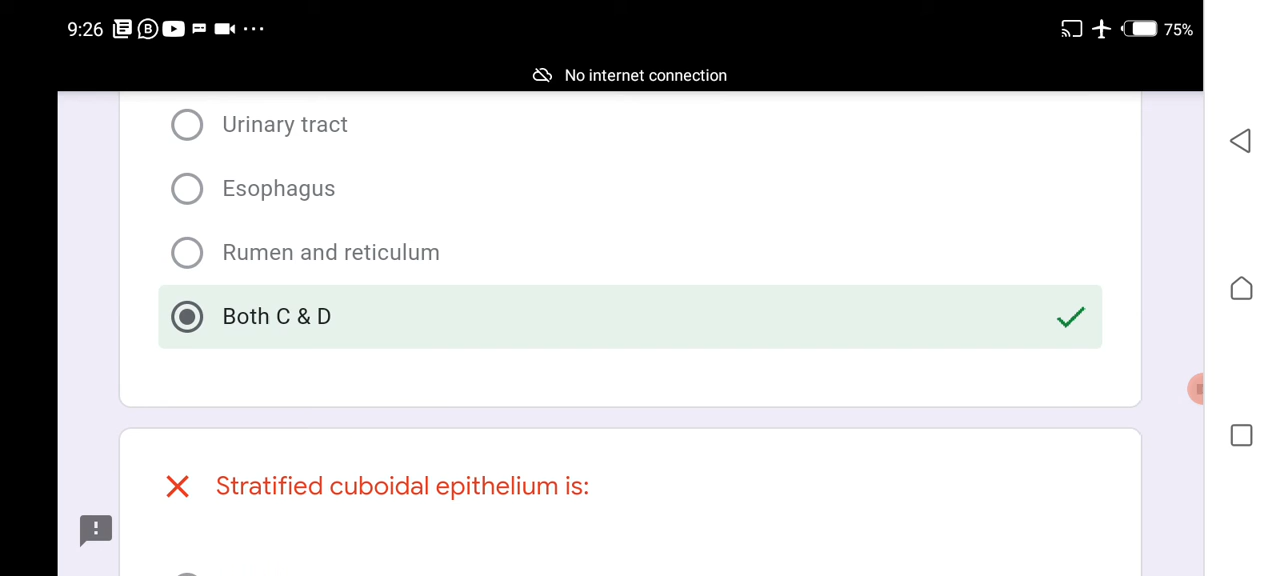 9:26 B 75%
No internet connection
Urinary tract
Esophagus
Rumen and reticulum
Both C & D
Stratified cuboidal epithelium is: